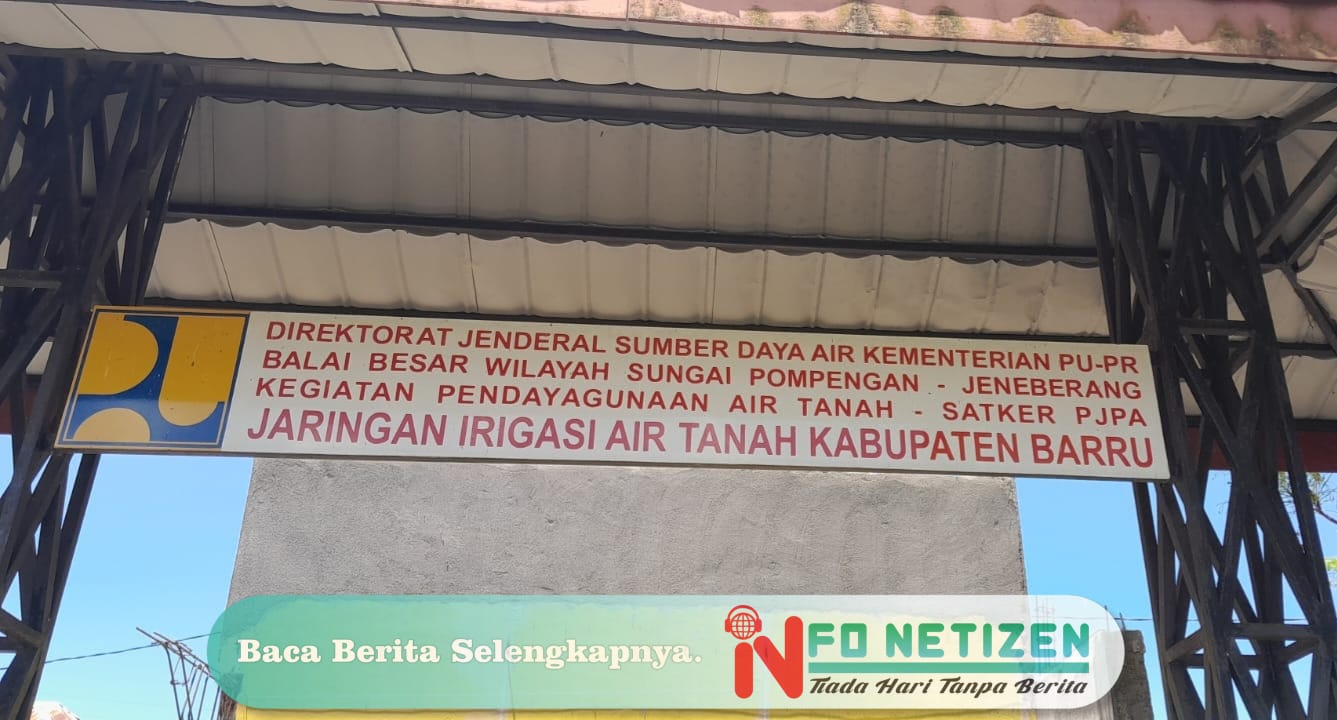 DIREKTORAT JENDERAL SUMBER DAYA AIR KEMENTERIAN PU-PR
BALAI BESAR WILAYAH SUNGAI POMPENGAN - JENEBERANG
KEGIATAN PENDAYAGUNAAN AIR TANAH - SATKER PJPA
JARINGAN IRIGASI AIR TANAH KABUPATEN BARRU
Baca Berita Selengkapnya.
iNFO NETIZEN
Tiada Hari Tanpa Berita